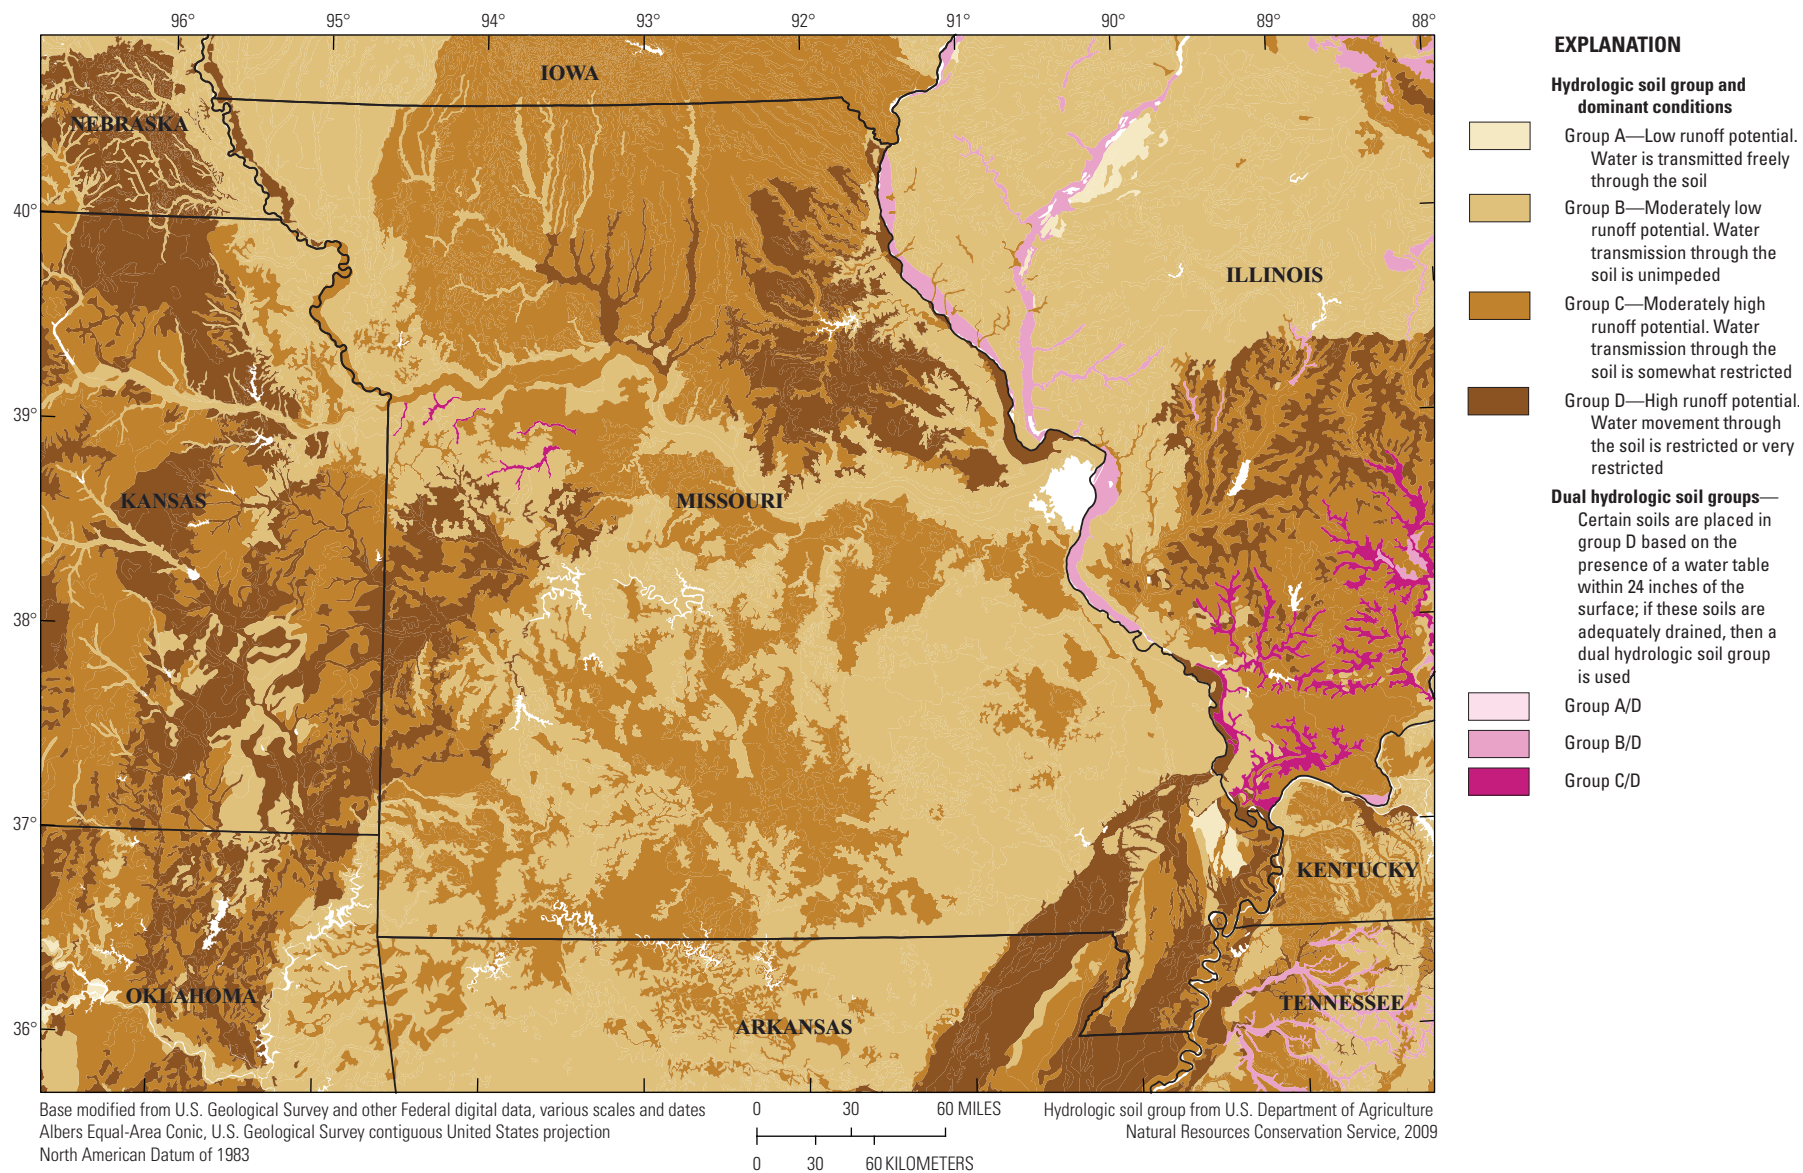 96° 95° 94° 93° 92° 91° 90° 89° 88°
IOWA
NEBRASKA
40°
ILLINOIS
39°
KANSAS
MISSOURI
38°
37°
KENTUCKY
OKLAHOMA
TENNESSEE
36°
ARKANSAS
EXPLANATION
Hydrologic soil group and
dominant conditions
Group A—Low runoff potential.
Water is transmitted freely
through the soil
Group B—Moderately low
runoff potential. Water
transmission through the
soil is unimpeded
Group C—Moderately high
runoff potential. Water
transmission through the
soil is somewhat restricted
Group D—High runoff potential.
Water movement through
the soil is restricted or very
restricted
Dual hydrologic soil groups—
Certain soils are placed in
group D based on the
presence of a water table
within 24 inches of the
surface; if these soils are
adequately drained, then a
dual hydrologic soil group
is used
Group A/D
Group B/D
Group C/D
Base modified from U.S. Geological Survey and other Federal digital data, various scales and dates
Albers Equal-Area Conic, U.S. Geological Survey contiguous United States projection
North American Datum of 1983
0 30 60 MILES
0 30 60 KILOMETERS
Hydrologic soil group from U.S. Department of Agriculture
Natural Resources Conservation Service, 2009